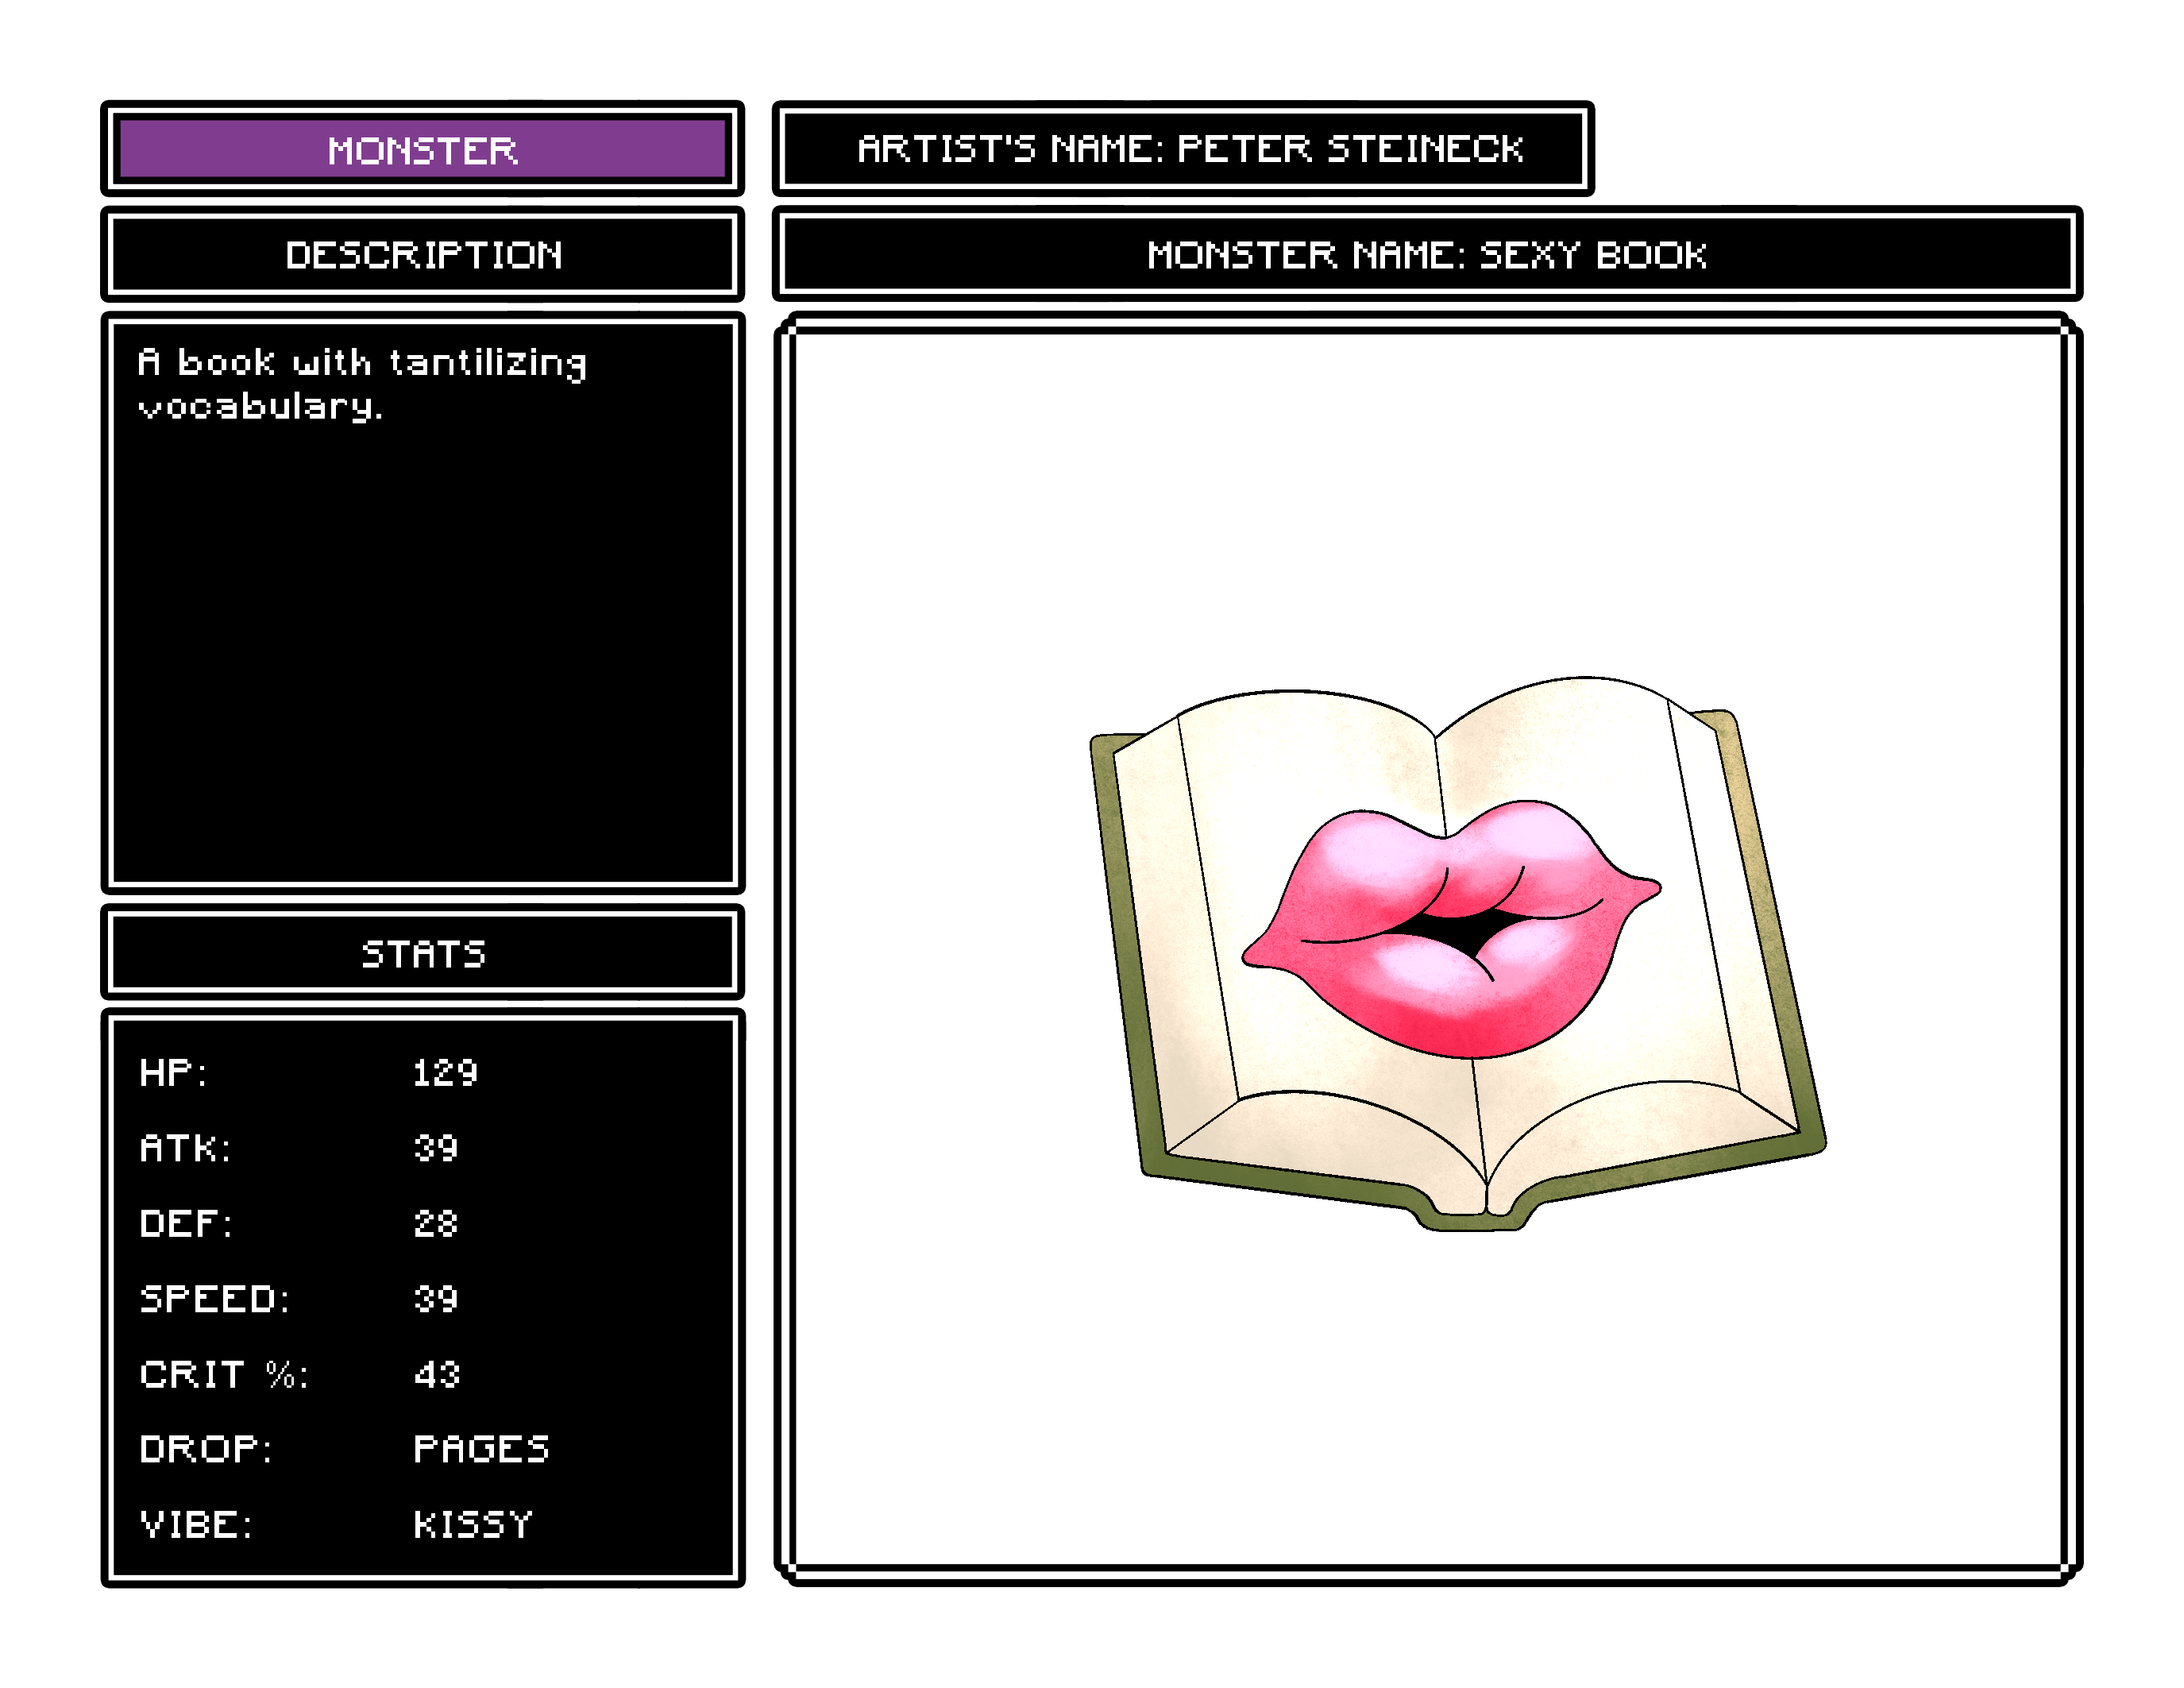 MONSTER
ARTIST'S NAME: PETER STEINECK
DESCRIPTION
MONSTER NAME: SEXY BOOK
A book with tantilizing
vocabulary.
STATS
HP: 129
ATK: 39
DEF: 28
SPEED: 39
CRIT %: 43
DROP: PAGES
VIBE: KISSY